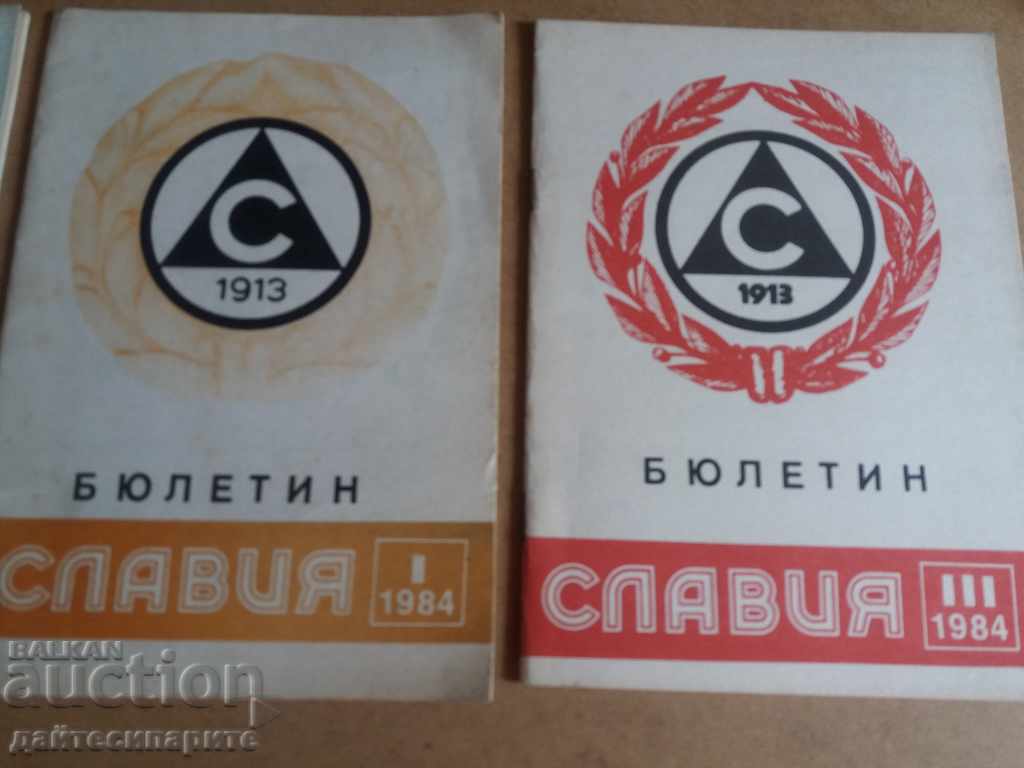 С
1913
БЮЛЕТИН
СЛАВИЯ
I
1984
С
1913
БЮЛЕТИН
СЛАВИЯ
III
1984
BALKAN
auction
дайтесипарите